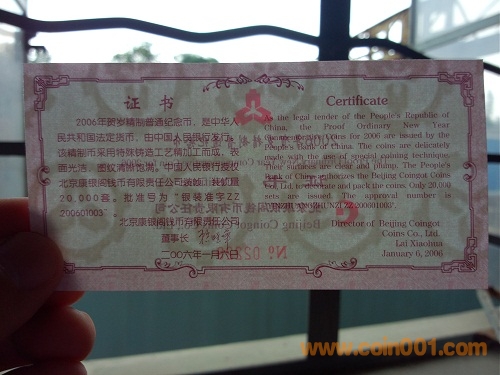 证书
2006年贺岁精制普通纪念币，是中华人
民共和国法定货币，由中国人民银行发行。
该精制币采用特殊铸造工艺精加工而成，表
面光洁，图纹清晰饱满。中国人民银行授权
北京康银阁钱币有限责任公司装帧，其奴量
20,000套。批准号为“银装准字ZZ
200601003”。
北京康银阁钱币有限责任公司
董事长
二00六年一月六日
Certificate
As the legal tender of the People's Republic of
China, the Proof Ordinary New Year
Commemorative Coins for 2006 are issued by the
People's Bank of China. The coins are delicately
made with the use of special coining techniques.
Their surfaces are clear and plump. The People's
Bank of China authorizes the Beijing Coingot Coins
Co., Ltd. to decorate and pack the coins. Only 20,000
sets are issued. The approval number is
Director of Beijing Coingot
Coins Co., Ltd.
Lai Xiaohua
January 6, 2006
www.coin001.com